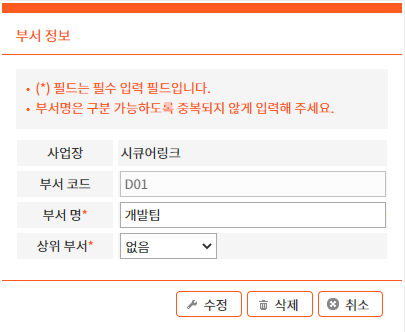 부서 정보
• (*) 필드는 필수 입력 필드입니다.
• 부서명은 구분 가능하도록 중복되지 않게 입력해 주세요.
사업장 시큐어링크
부서 코드 D01
부서 명* 개발팀
상위 부서* 없음
수정 삭제 취소